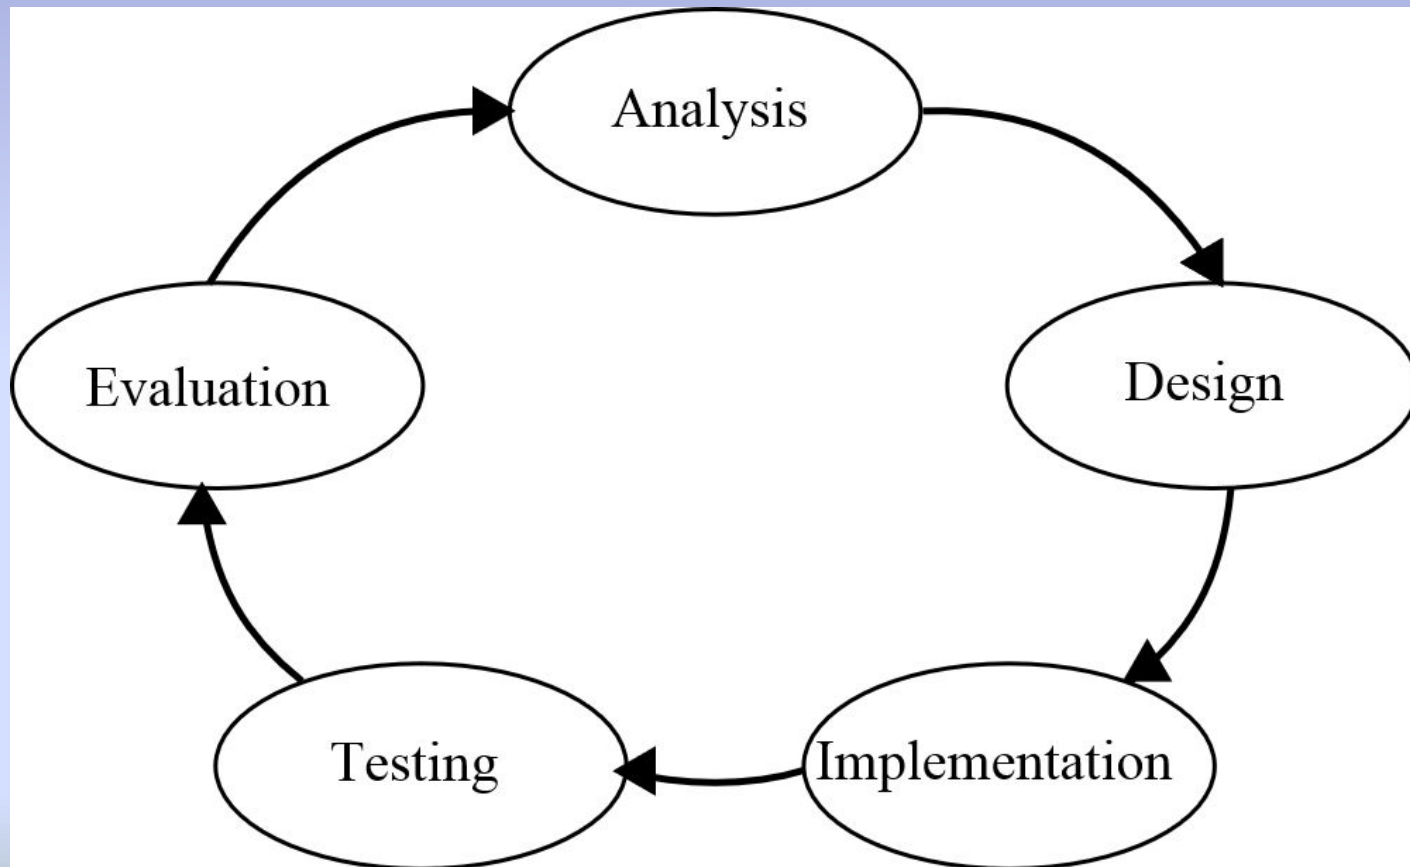 Analysis
Design
Implementation
Testing
Evaluation